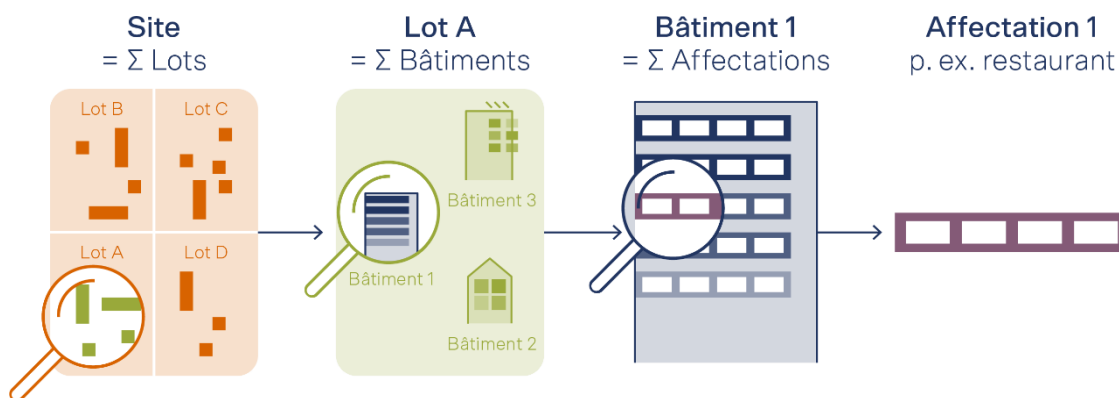 Site
= Σ Lots
Lot B
Lot C
Lot A
Lot D
Lot A
= Σ Bâtiments
Bâtiment 3
Bâtiment 1
Bâtiment 2
Bâtiment 1
= Σ Affectations
Affectation 1
p. ex. restaurant